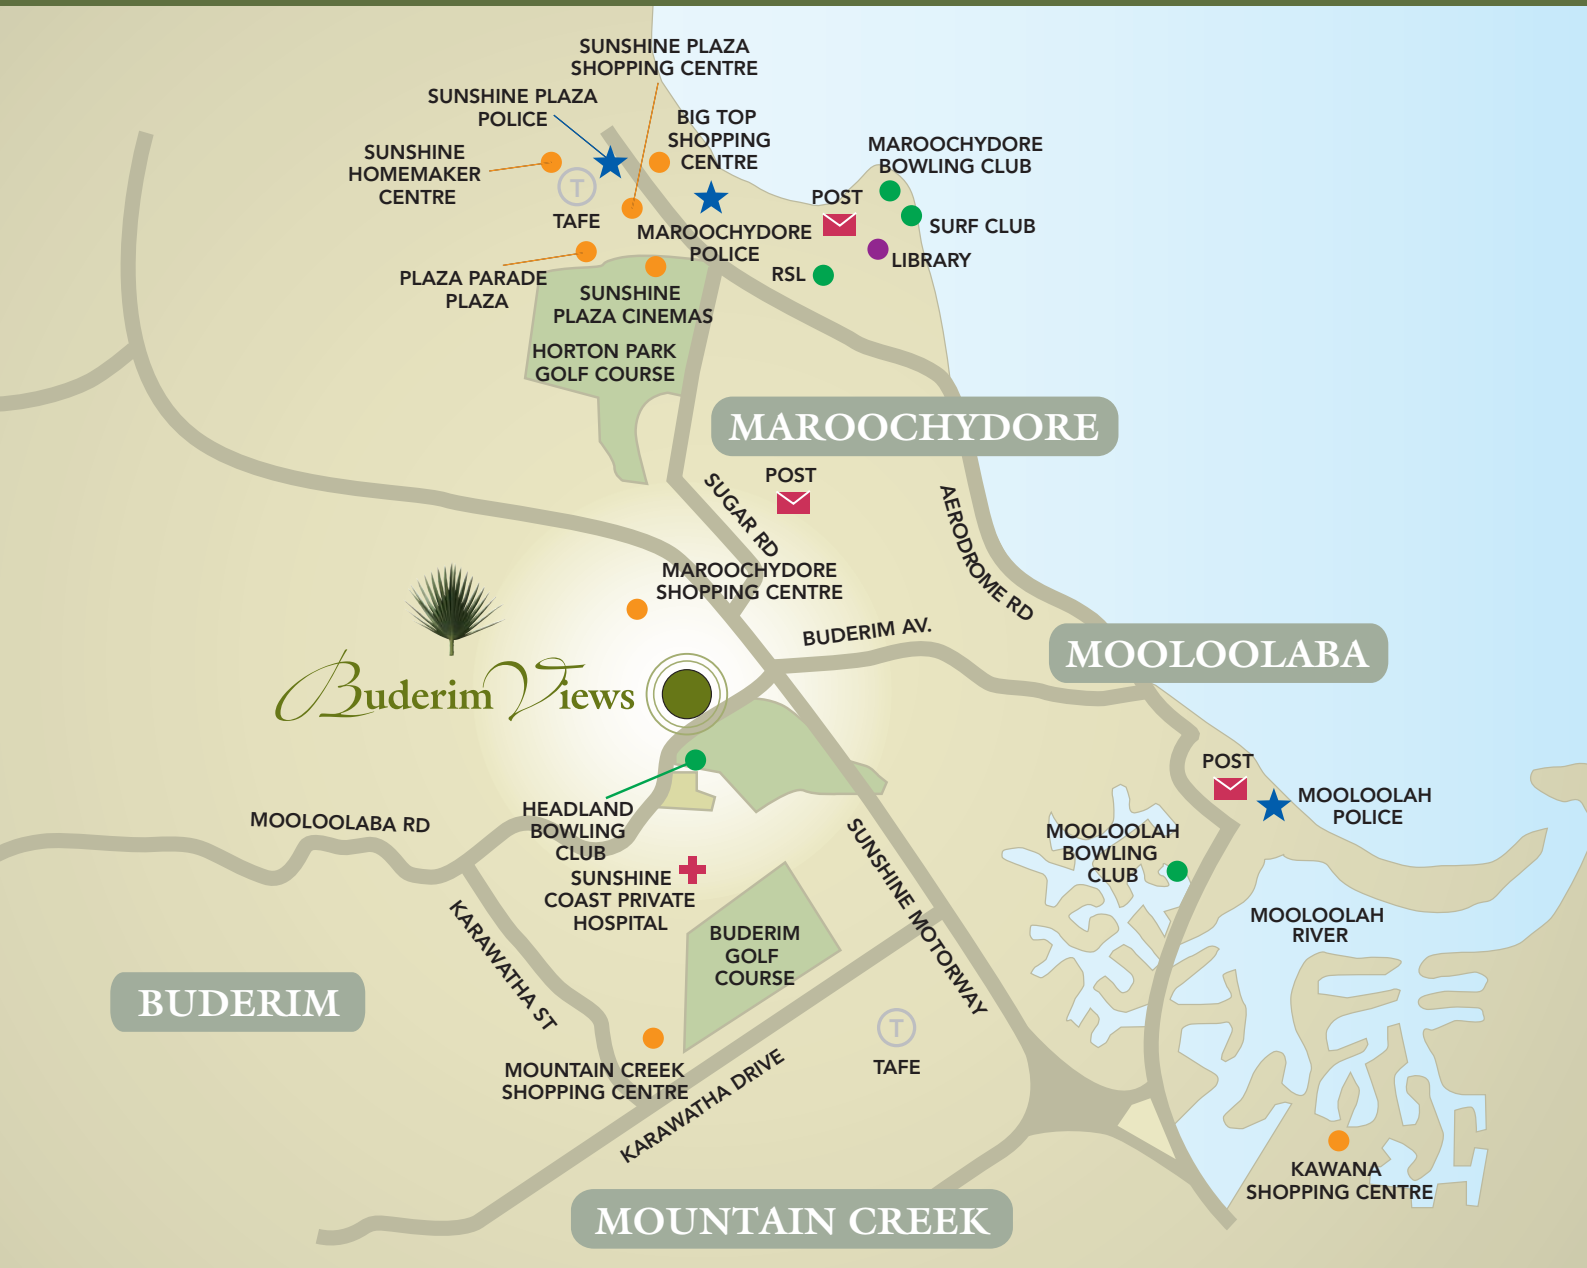 SUNSHINE PLAZA
SHOPPING CENTRE
SUNSHINE PLAZA
POLICE
BIG TOP
SHOPPING
CENTRE
SUNSHINE
HOMEMAKER
CENTRE
T
TAFE
MAROOCHYDORE
BOWLING CLUB
POST
SURF CLUB
MAROOCHYDORE
POLICE
LIBRARY
RSL
PLAZA PARADE
PLAZA
SUNSHINE
PLAZA CINEMAS
HORTON PARK
GOLF COURSE
MAROOCHYDORE
POST
SUGAR RD
AERODROME RD
MAROOCHYDORE
SHOPPING CENTRE
BUDERIM AV.
MOOLOOLABA
Buderim Views
POST
MOOLOOLAH
POLICE
HEADLAND
BOWLING
CLUB
MOOLOOLABA RD
MOOLOOLAH
BOWLING
CLUB
SUNSHINE
COAST PRIVATE
HOSPITAL
SUNSHINE MOTORWAY
KARAWATHA ST
BUDERIM
GOLF
COURSE
MOOLOOLAH
RIVER
BUDERIM
T
TAFE
MOUNTAIN CREEK
SHOPPING CENTRE
KARAWATHA DRIVE
KAWANA
SHOPPING CENTRE
MOUNTAIN CREEK